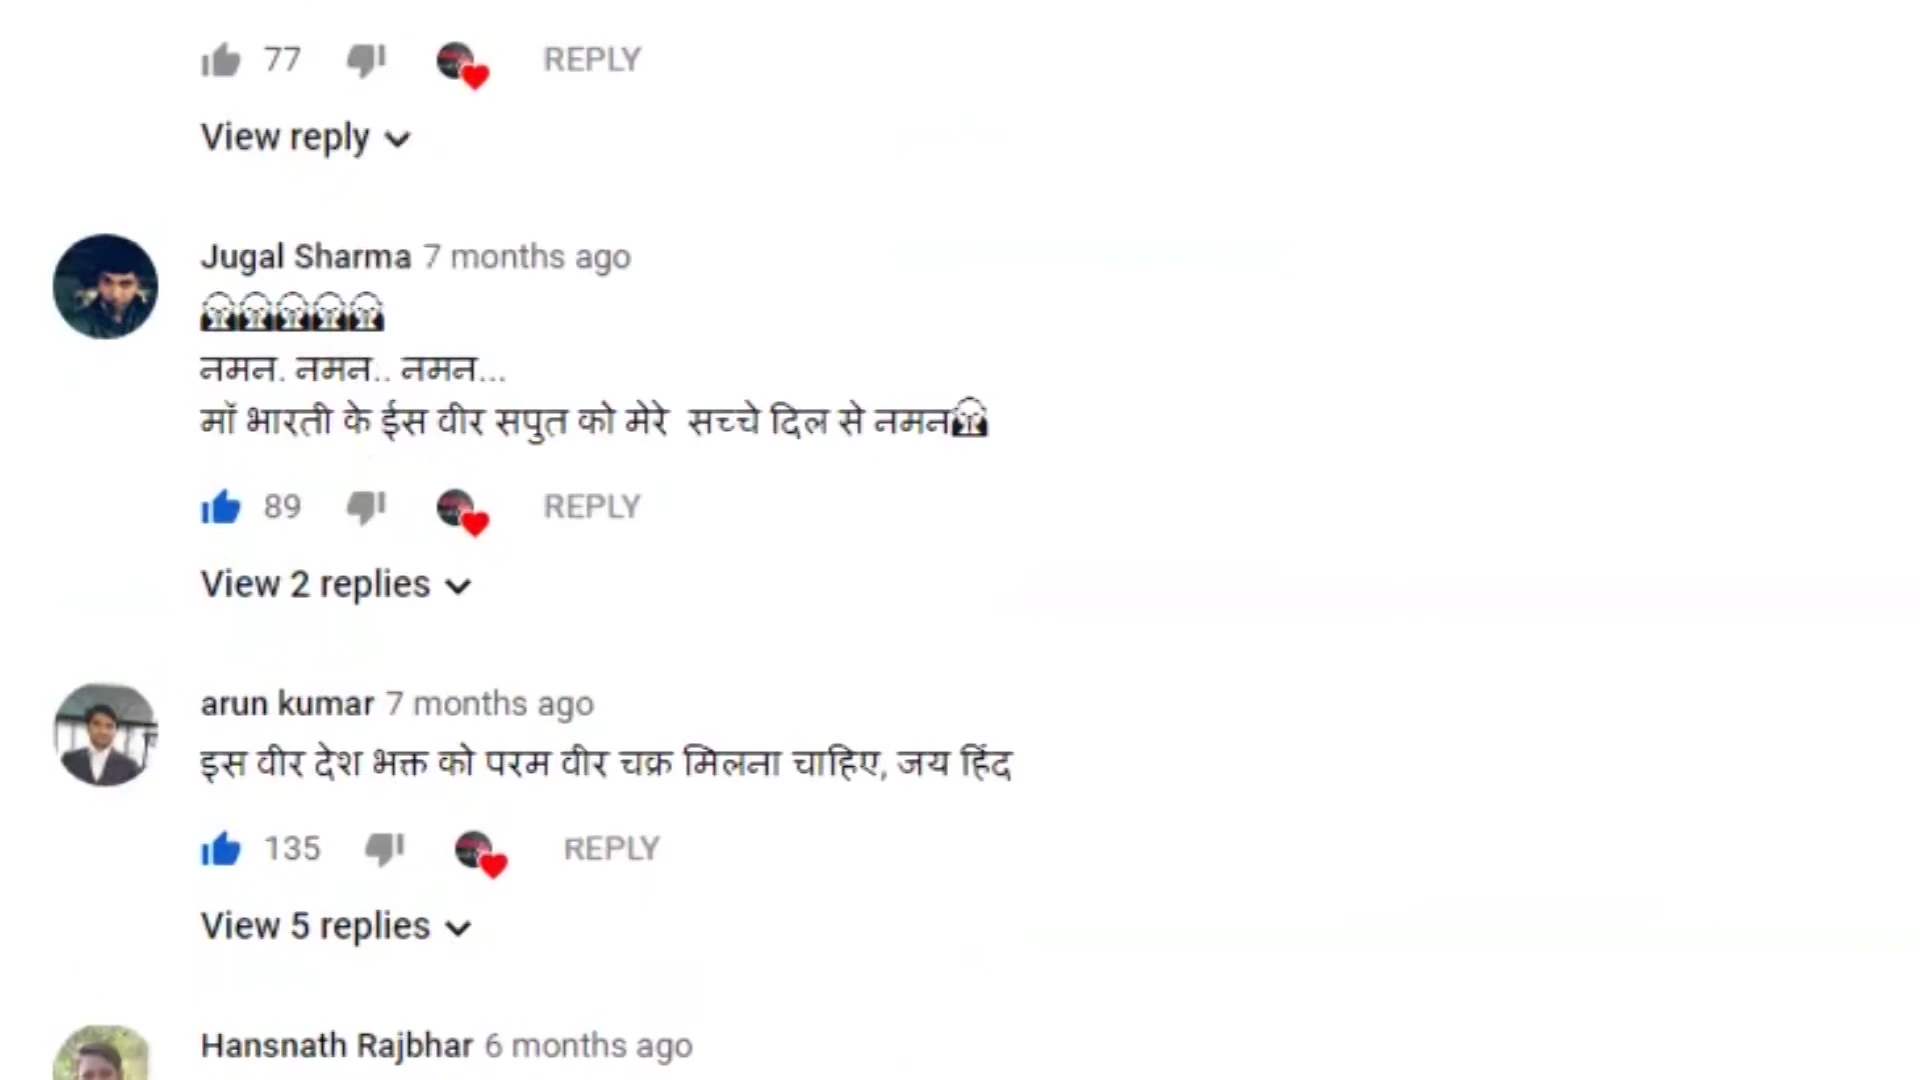 77 REPLY
View reply
Jugal Sharma 7 months ago
🙏🙏🙏🙏🙏
नमन. नमन.. नमन...
मॉ भारती के ईस वीर सपुत को मेरे सच्चे दिल से नमन🙏
89 REPLY
View 2 replies
arun kumar 7 months ago
इस वीर देश भक्त को परम वीर चक्र मिलना चाहिए, जय हिंद
135 REPLY
View 5 replies
Hansnath Rajbhar 6 months ago